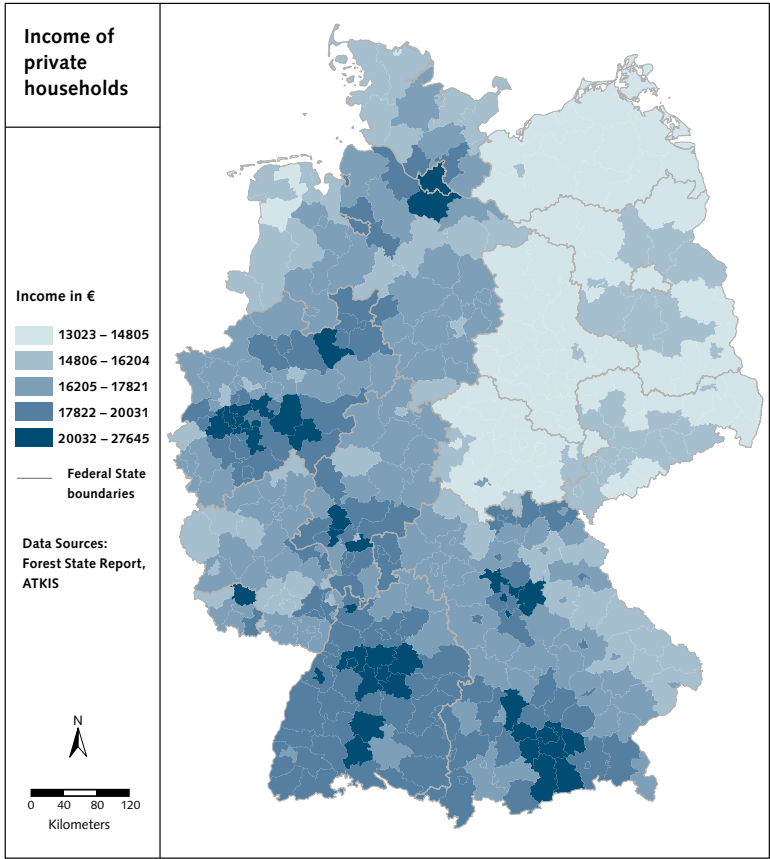 Income of
private
households
Income in €
13023 – 14805
14806 – 16204
16205 – 17821
17822 – 20031
20032 – 27645
Federal State
boundaries
Data Sources:
Forest State Report,
ATKIS
N
0 40 80 120
Kilometers